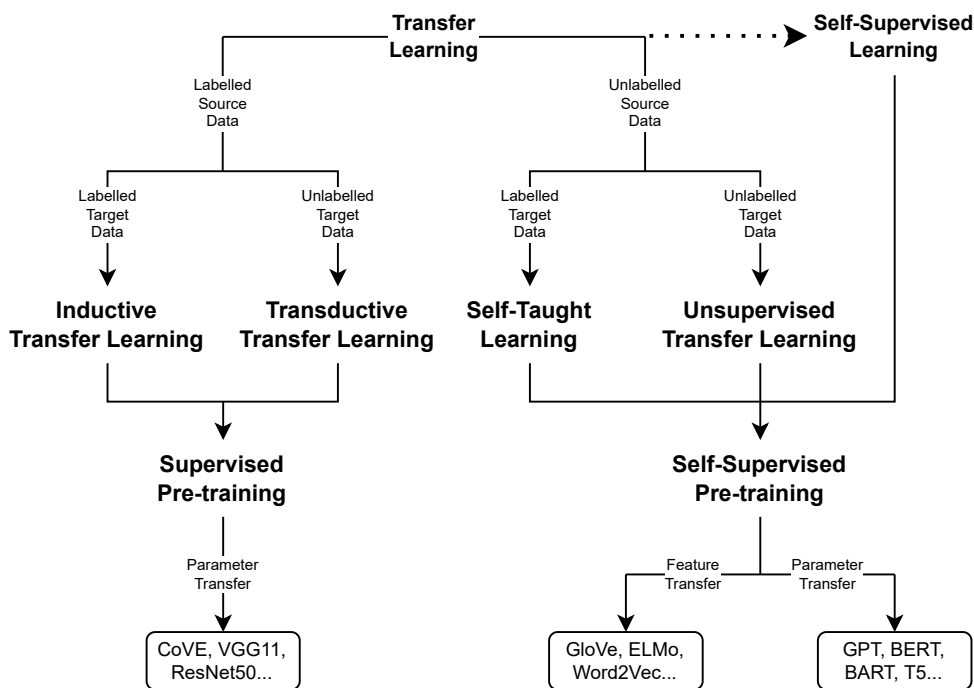 Transfer
Learning
Self-Supervised
Learning
Labelled
Source
Data
Unlabelled
Source
Data
Labelled
Target
Data
Unlabelled
Target
Data
Labelled
Target
Data
Unlabelled
Target
Data
Inductive
Transfer Learning
Transductive
Transfer Learning
Self-Taught
Learning
Unsupervised
Transfer Learning
Supervised
Pre-training
Self-Supervised
Pre-training
Parameter
Transfer
Feature
Transfer
Parameter
Transfer
CoVE, VGG11,
ResNet50...
GloVe, ELMo,
Word2Vec...
GPT, BERT,
BART, T5...